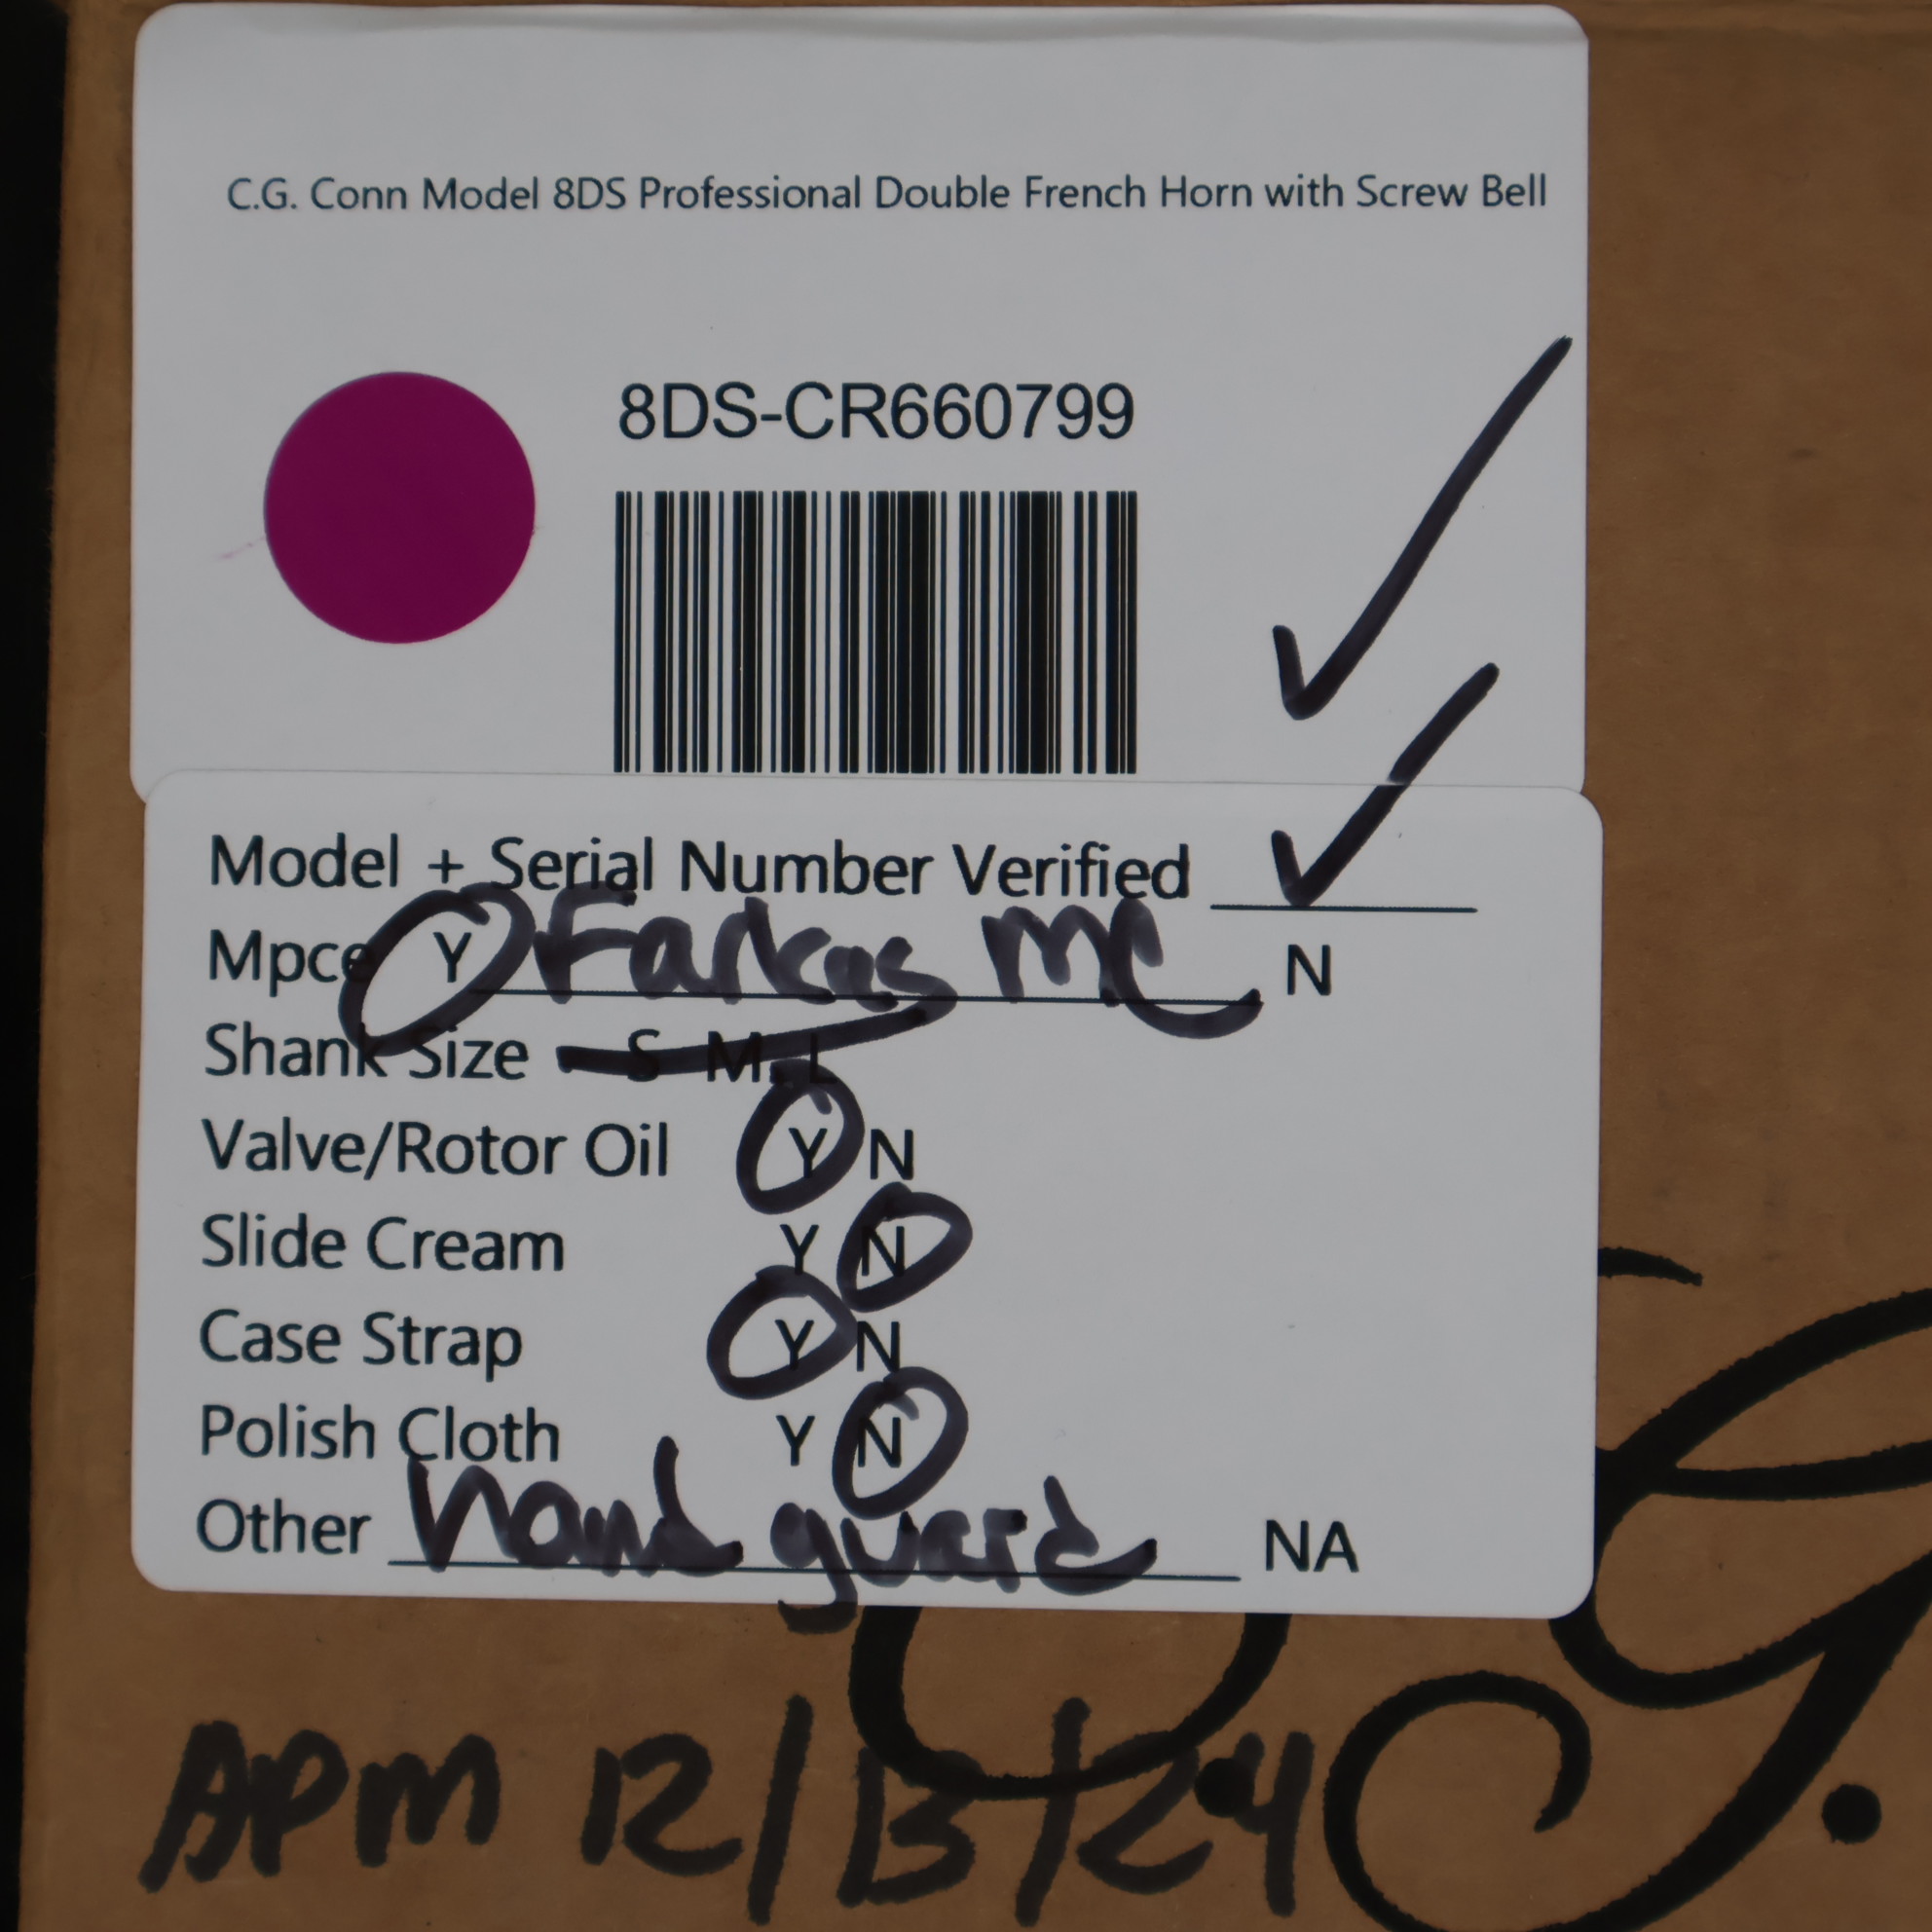 C.G. Conn Model 8DS Professional Double French Horn with Screw Bell
8DS-CR660799
Model + Serial Number Verified ✓
Mpce Y Farkas MC N
Shank Size S M L
Valve/Rotor Oil Y N
Slide Cream Y N
Case Strap Y N
Polish Cloth Y N
Other hand guard NA
APM 12/13/24